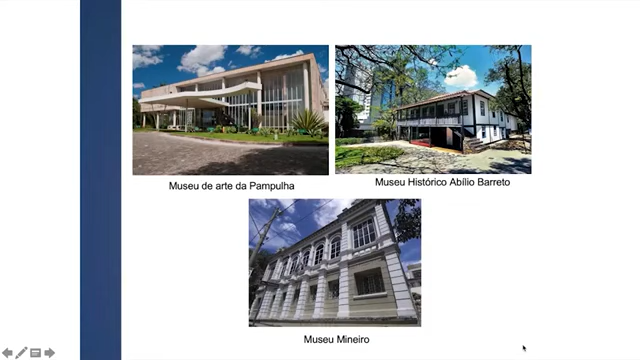 Museu de arte da Pampulha
Museu Histórico Abílio Barreto
Museu Mineiro